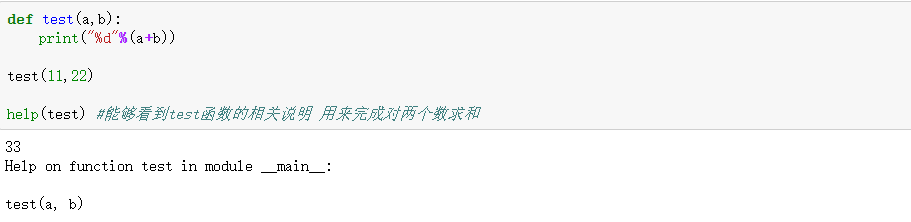 def test(a,b):
    print("%d"%(a+b))
test(11,22)
help(test) #能够看到test函数的相关说明 用来完成对两个数求和
33
Help on function test in module __main__:
test(a, b)